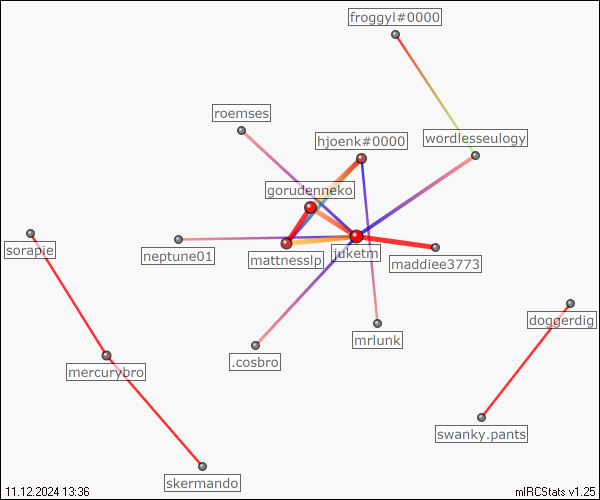 froggyl#0000
roemses
hjoenk#0000
wordlesseulogy
gorudenneko
sorapie
neptune01
mattnesslp
juketm
maddiee3773
doggerdig
mrlunk
.cosbro
mercurybro
swanky.pants
skermando
11.12.2024 13:36
mIRCStats v1.25